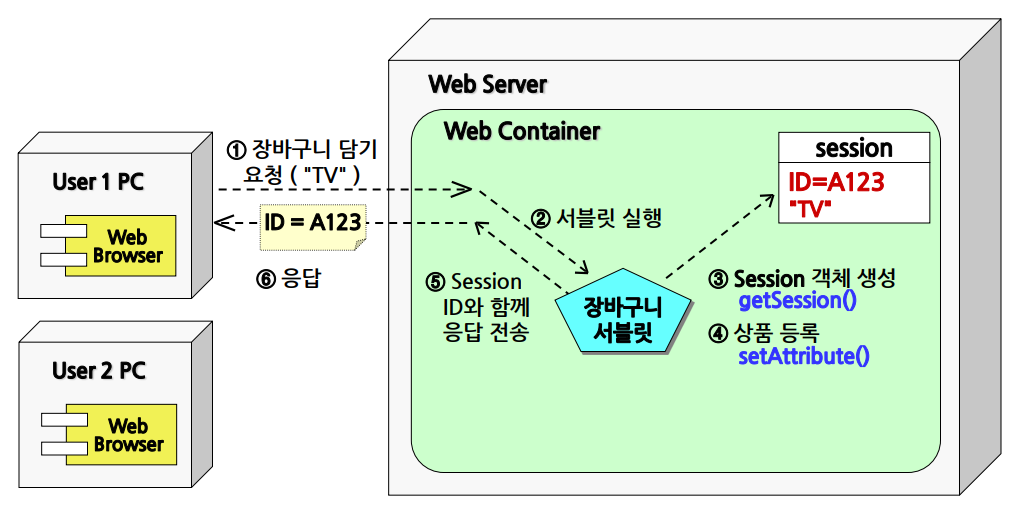 Web Server
Web Container
User 1 PC
Web
Browser
① 장바구니 담기
요청 ( "TV" )
ID = A123
⑥ 응답
② 서블릿 실행
⑤ Session
ID와 함께
응답 전송
장바구니
서블릿
session
ID=A123
"TV"
③ Session 객체 생성
getSession()
④ 상품 등록
setAttribute()
User 2 PC
Web
Browser